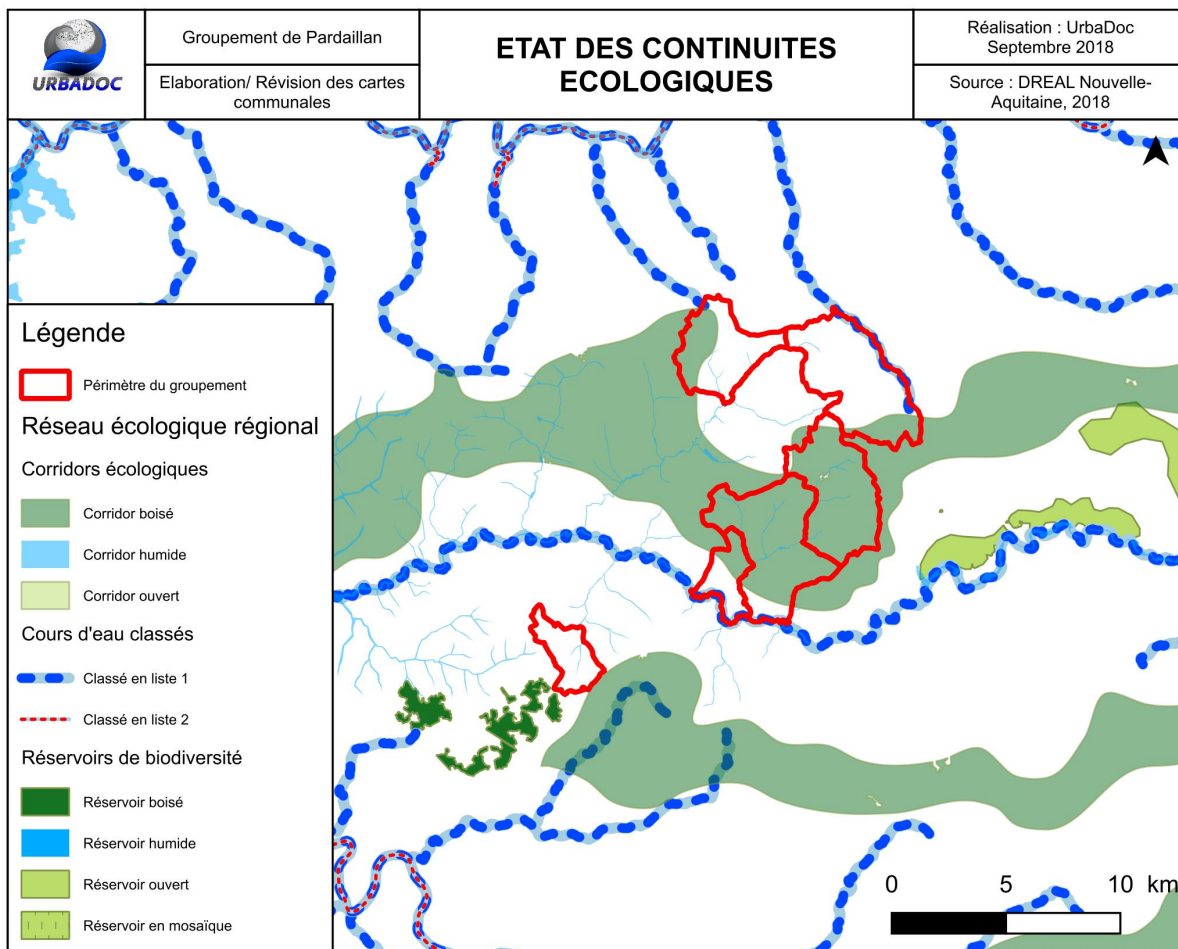 URBADOC
Groupement de Pardaillan
Elaboration/ Révision des cartes
communales
ETAT DES CONTINUITES
ECOLOGIQUES
Réalisation : UrbaDoc
Septembre 2018
Source : DREAL Nouvelle-
Aquitaine, 2018
Légende
Périmètre du groupement
Réseau écologique régional
Corridors écologiques
Corridor boisé
Corridor humide
Corridor ouvert
Cours d'eau classés
Classé en liste 1
Classé en liste 2
Réservoirs de biodiversité
Réservoir boisé
Réservoir humide
Réservoir ouvert
Réservoir en mosaïque
0 5 10 km